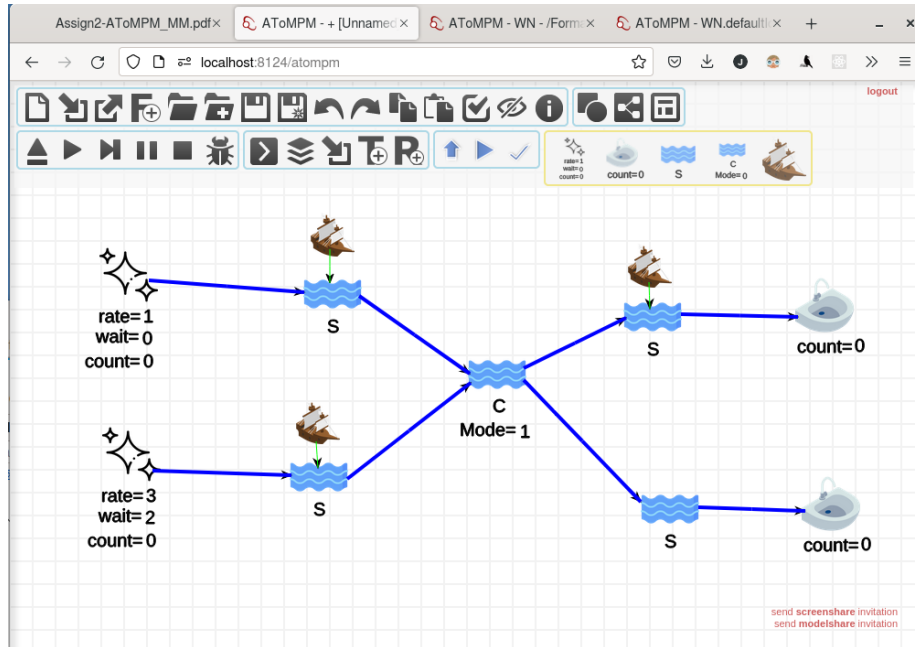 Assign2-AToMPM_MM.pdf×
AToMPM - + [Unnamed×
AToMPM - WN - /Forma×
AToMPM - WN.default×
localhost:8124/atompm
logout
rate=1
wait=0
count=0
count=0
S
C
Mode= 0
rate=1
wait=0
count=0
S
S
count=0
C
Mode= 1
rate=3
wait=2
count=0
S
S
count=0
send screenshare invitation
send modelshare invitation